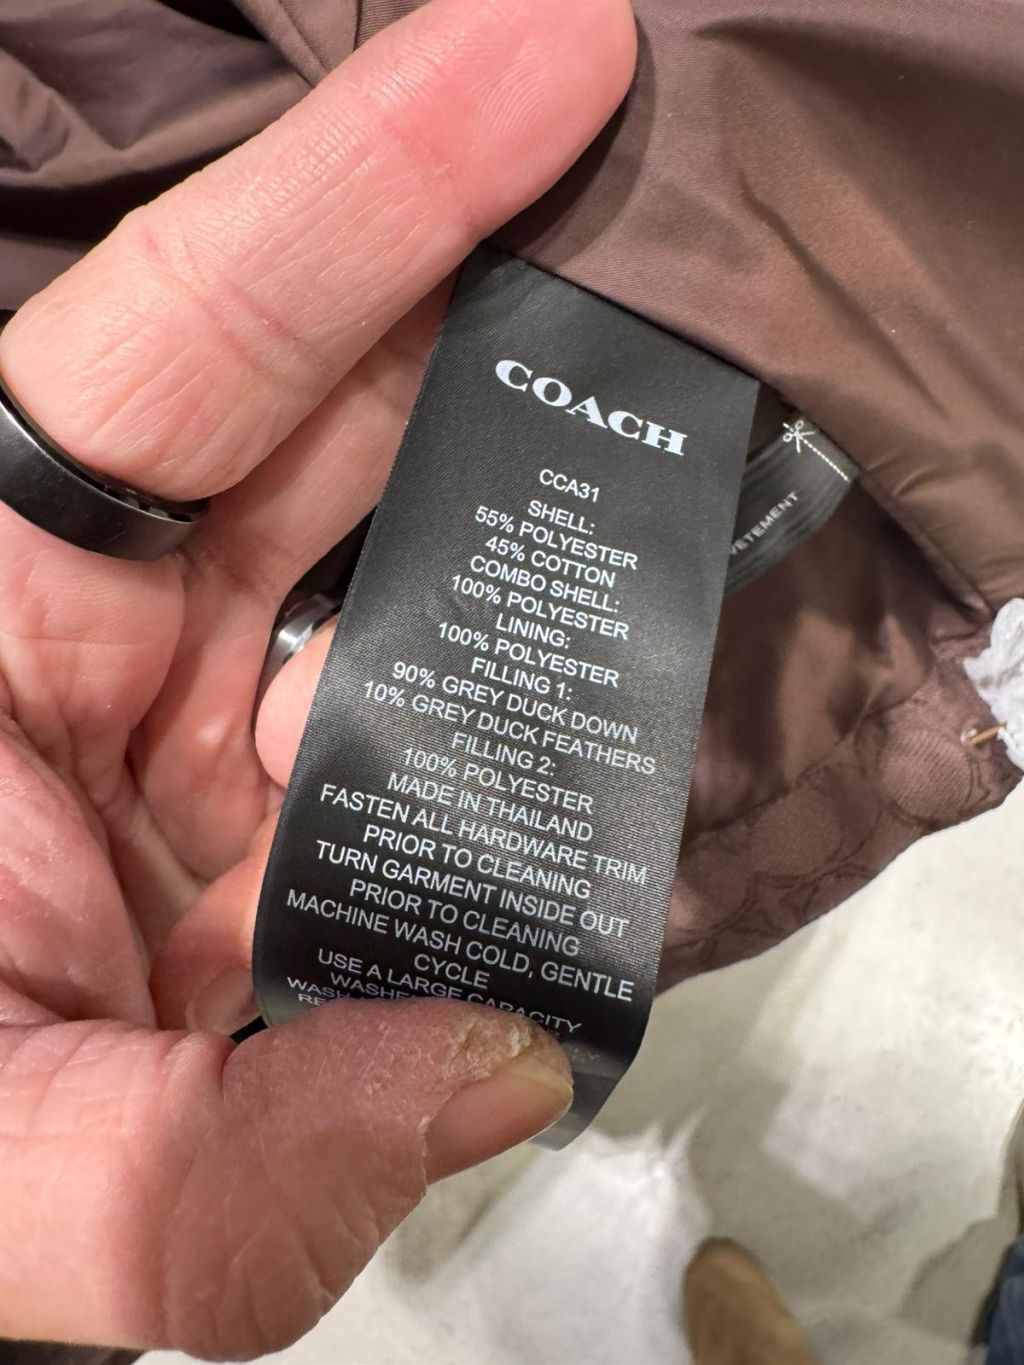 COACH
CCA31
SHELL:
55% POLYESTER
45% COTTON
COMBO SHELL:
100% POLYESTER
LINING:
100% POLYESTER
FILLING 1:
90% GREY DUCK DOWN
10% GREY DUCK FEATHERS
FILLING 2:
100% POLYESTER
MADE IN THAILAND
FASTEN ALL HARDWARE TRIM
PRIOR TO CLEANING
TURN GARMENT INSIDE OUT
PRIOR TO CLEANING
MACHINE WASH COLD, GENTLE
CYCLE
USE A LARGE CAPACITY